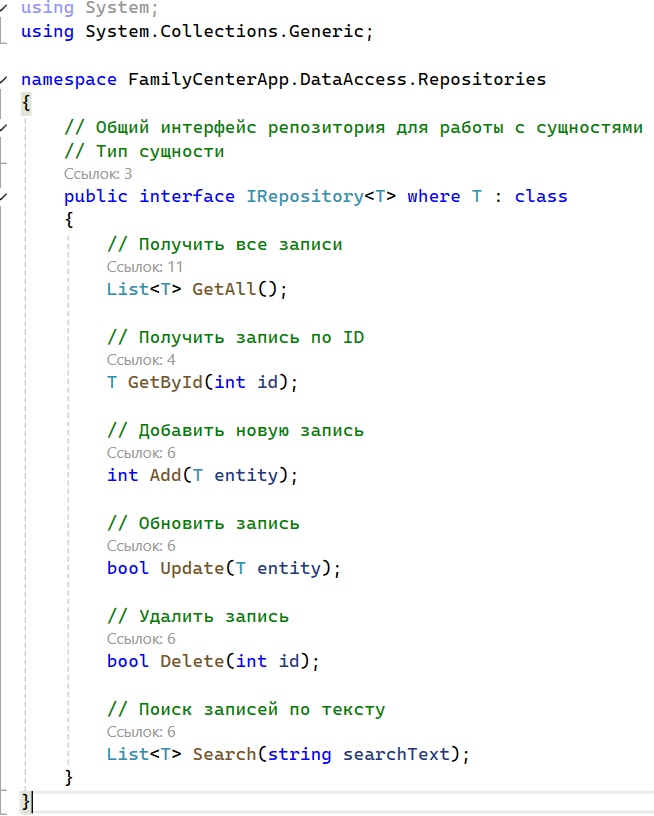 using System;
using System.Collections.Generic;
namespace FamilyCenterApp.DataAccess.Repositories
{
// Общий интерфейс репозитория для работы с сущностями
// Тип сущности
Ссылок: 3
public interface IRepository<T> where T : class
{
// Получить все записи
Ссылок: 11
List<T> GetAll();
// Получить запись по ID
Ссылок: 4
T GetById(int id);
// Добавить новую запись
Ссылок: 6
int Add(T entity);
// Обновить запись
Ссылок: 6
bool Update(T entity);
// Удалить запись
Ссылок: 6
bool Delete(int id);
// Поиск записей по тексту
Ссылок: 6
List<T> Search(string searchText);
}
}